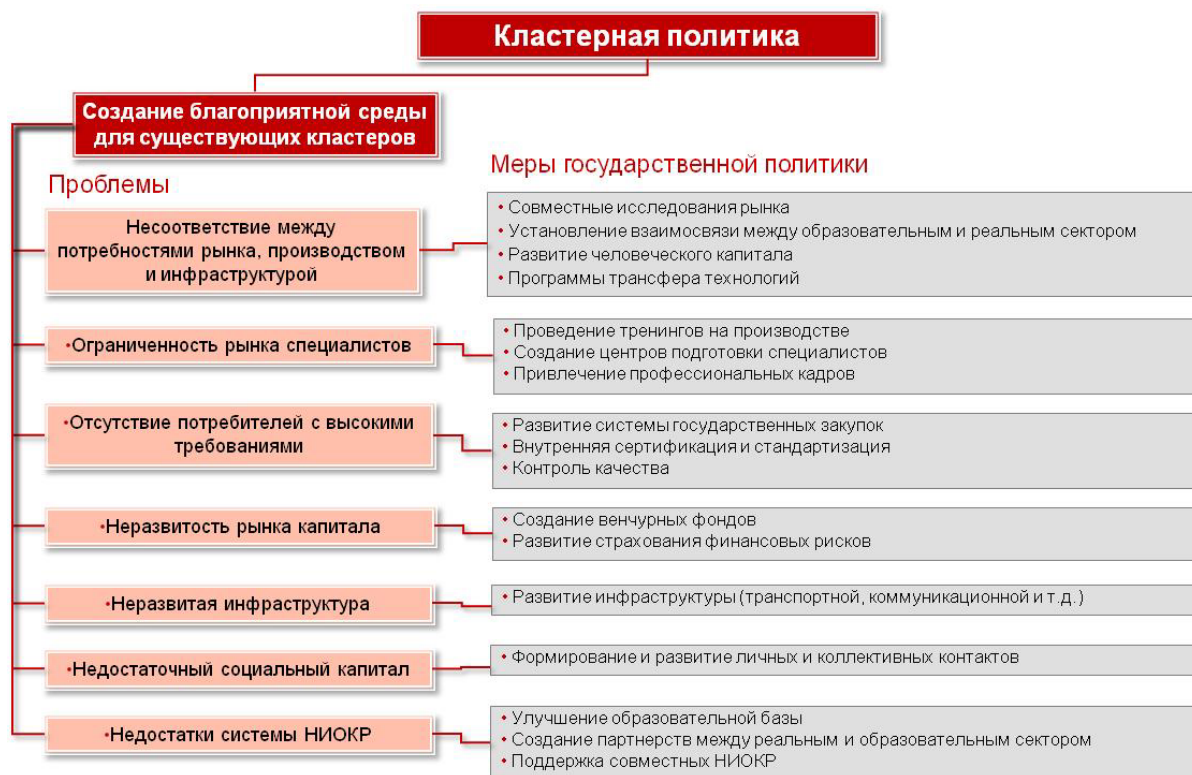 Кластерная политика
Создание благоприятной среды
для существующих кластеров
Проблемы
Меры государственной политики
Несоответствие между
потребностями рынка, производством
и инфраструктурой
• Совместные исследования рынка
• Установление взаимосвязи между образовательным и реальным сектором
• Развитие человеческого капитала
• Программы трансфера технологий
•Ограниченность рынка специалистов
• Проведение тренингов на производстве
• Создание центров подготовки специалистов
• Привлечение профессиональных кадров
•Отсутствие потребителей с высокими
требованиями
• Развитие системы государственных закупок
• Внутренняя сертификация и стандартизация
• Контроль качества
•Неразвитость рынка капитала
• Создание венчурных фондов
• Развитие страхования финансовых рисков
•Неразвитая инфраструктура
• Развитие инфраструктуры (транспортной, коммуникационной и т.д.)
•Недостаточный социальный капитал
• Формирование и развитие личных и коллективных контактов
•Недостатки системы НИОКР
• Улучшение образовательной базы
• Создание партнерств между реальным и образовательным сектором
• Поддержка совместных НИОКР